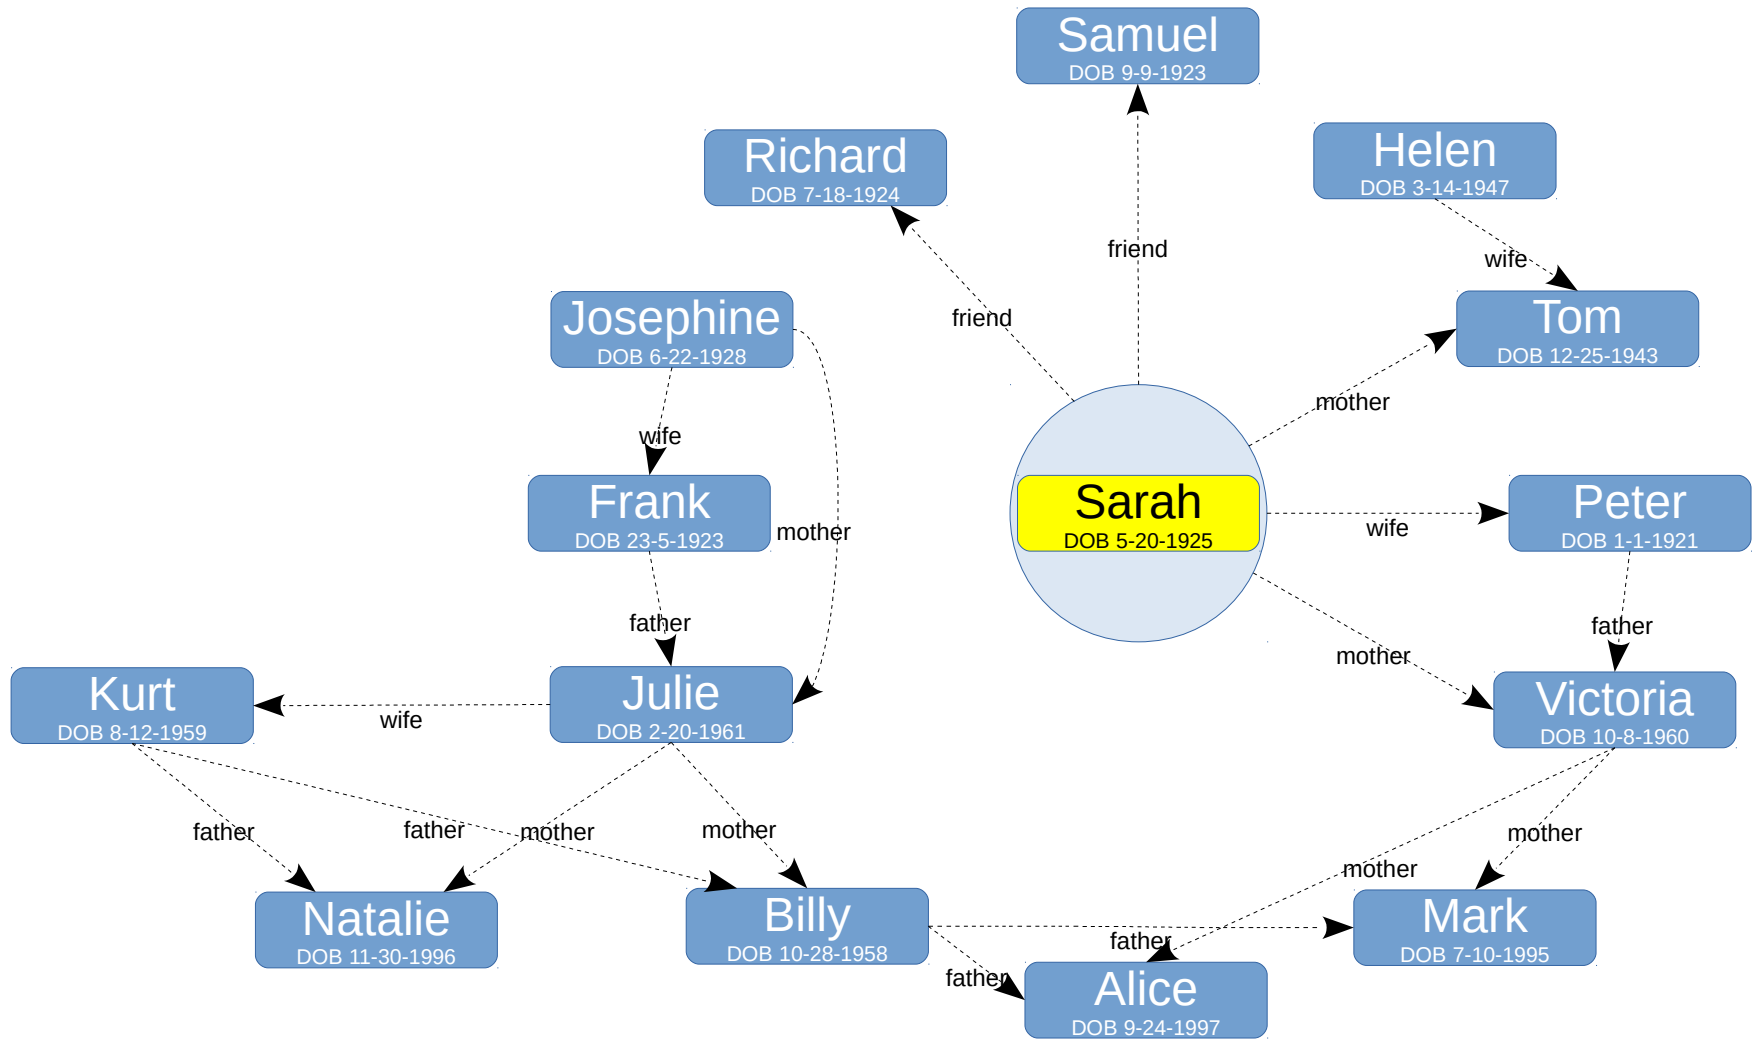 Samuel
DOB 9-9-1923
Richard
DOB 7-18-1924
Helen
DOB 3-14-1947
friend
wife
Josephine
DOB 6-22-1928
friend
Tom
DOB 12-25-1943
mother
wife
Frank
DOB 23-5-1923
mother
Sarah
DOB 5-20-1925
wife
Peter
DOB 1-1-1921
father
father
mother
Kurt
DOB 8-12-1959
wife
Julie
DOB 2-20-1961
Victoria
DOB 10-8-1960
father
father
mother
mother
mother
mother
Natalie
DOB 11-30-1996
Billy
DOB 10-28-1958
father
father
Mark
DOB 7-10-1995
Alice
DOB 9-24-1997